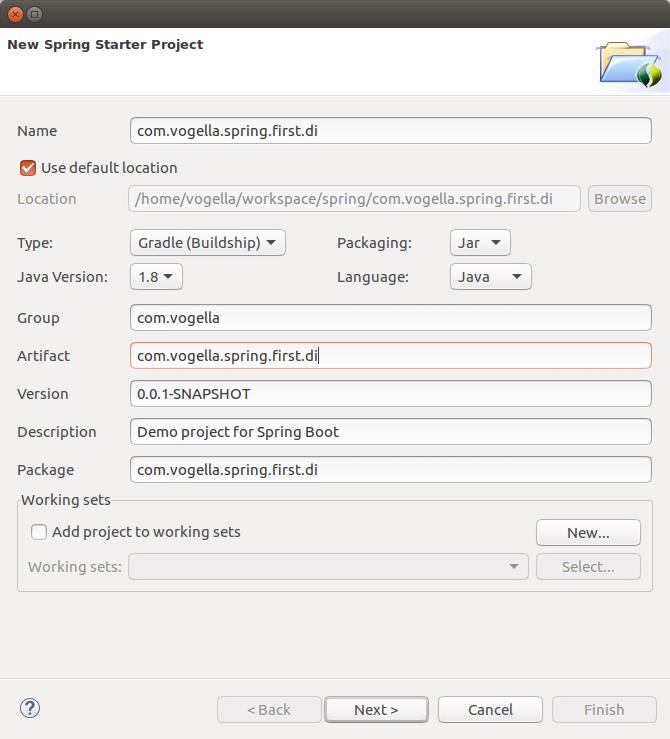 New Spring Starter Project
Name com.vogella.spring.first.di
Use default location
Location /home/vogella/workspace/spring/com.vogella.spring.first.di Browse
Type: Gradle (Buildship) Packaging: Jar
Java Version: 1.8 Language: Java
Group com.vogella
Artifact com.vogella.spring.first.di
Version 0.0.1-SNAPSHOT
Description Demo project for Spring Boot
Package com.vogella.spring.first.di
Working sets
Add project to working sets New...
Working sets: Select...
? < Back Next > Cancel Finish